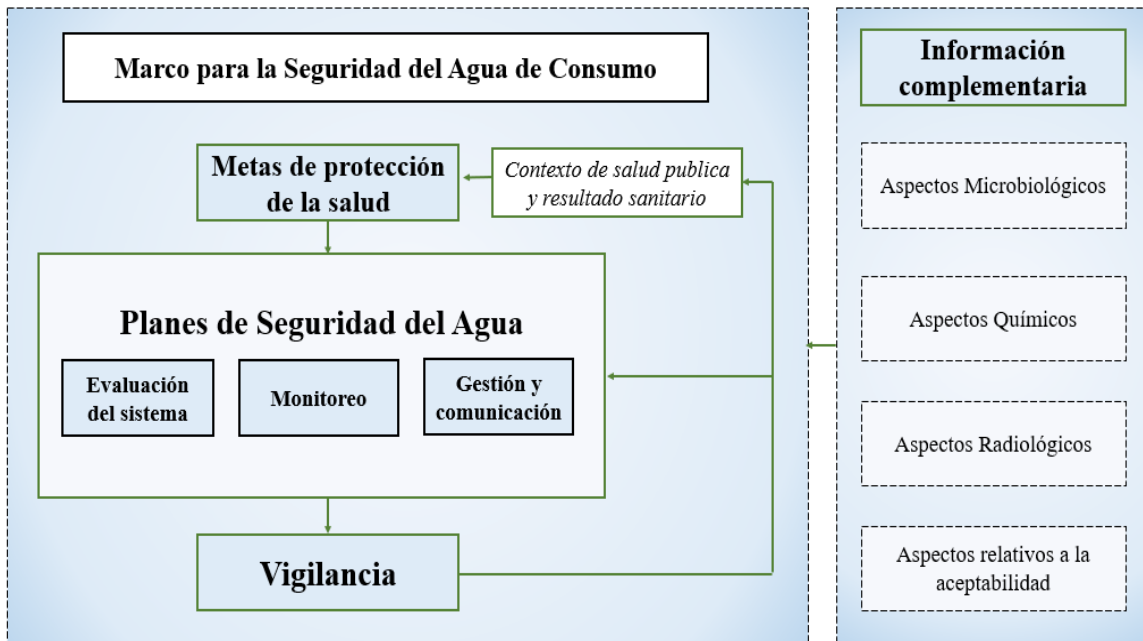 Marco para la Seguridad del Agua de Consumo
Metas de protección
de la salud
Contexto de salud publica
y resultado sanitario
Planes de Seguridad del Agua
Evaluación
del sistema
Monitoreo
Gestión y
comunicación
Vigilancia
Información
complementaria
Aspectos Microbiológicos
Aspectos Químicos
Aspectos Radiológicos
Aspectos relativos a la
aceptabilidad